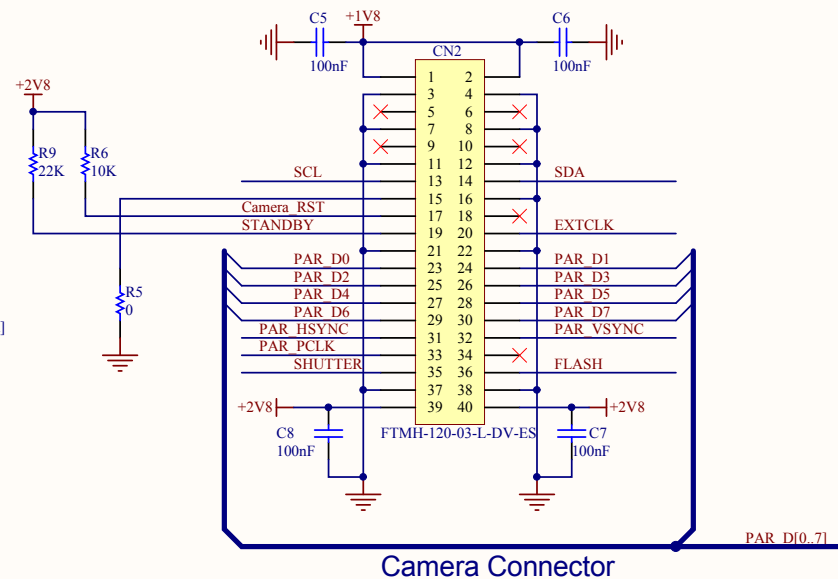 C5 +1V8 C6
100nF CN2 100nF
+2V8
1 2
3 4
5 6
7 8
R9 R6 9 10
22K 10K 11 12
SCL 13 14 SDA
15 16
Camera_RST 17 18
STANDBY 19 20 EXTCLK
21 22
PAR_D0 23 24 PAR_D1
PAR_D2 25 26 PAR_D3
R5 PAR_D4 27 28 PAR_D5
0 PAR_D6 29 30 PAR_D7
] PAR_HSYNC 31 32 PAR_VSYNC
PAR_PCLK 33 34
SHUTTER 35 36 FLASH
37 38
+2V8 39 40 +2V8
C8 FTMH-120-03-L-DV-ES C7
100nF 100nF
PAR_D[0..7]
Camera Connector